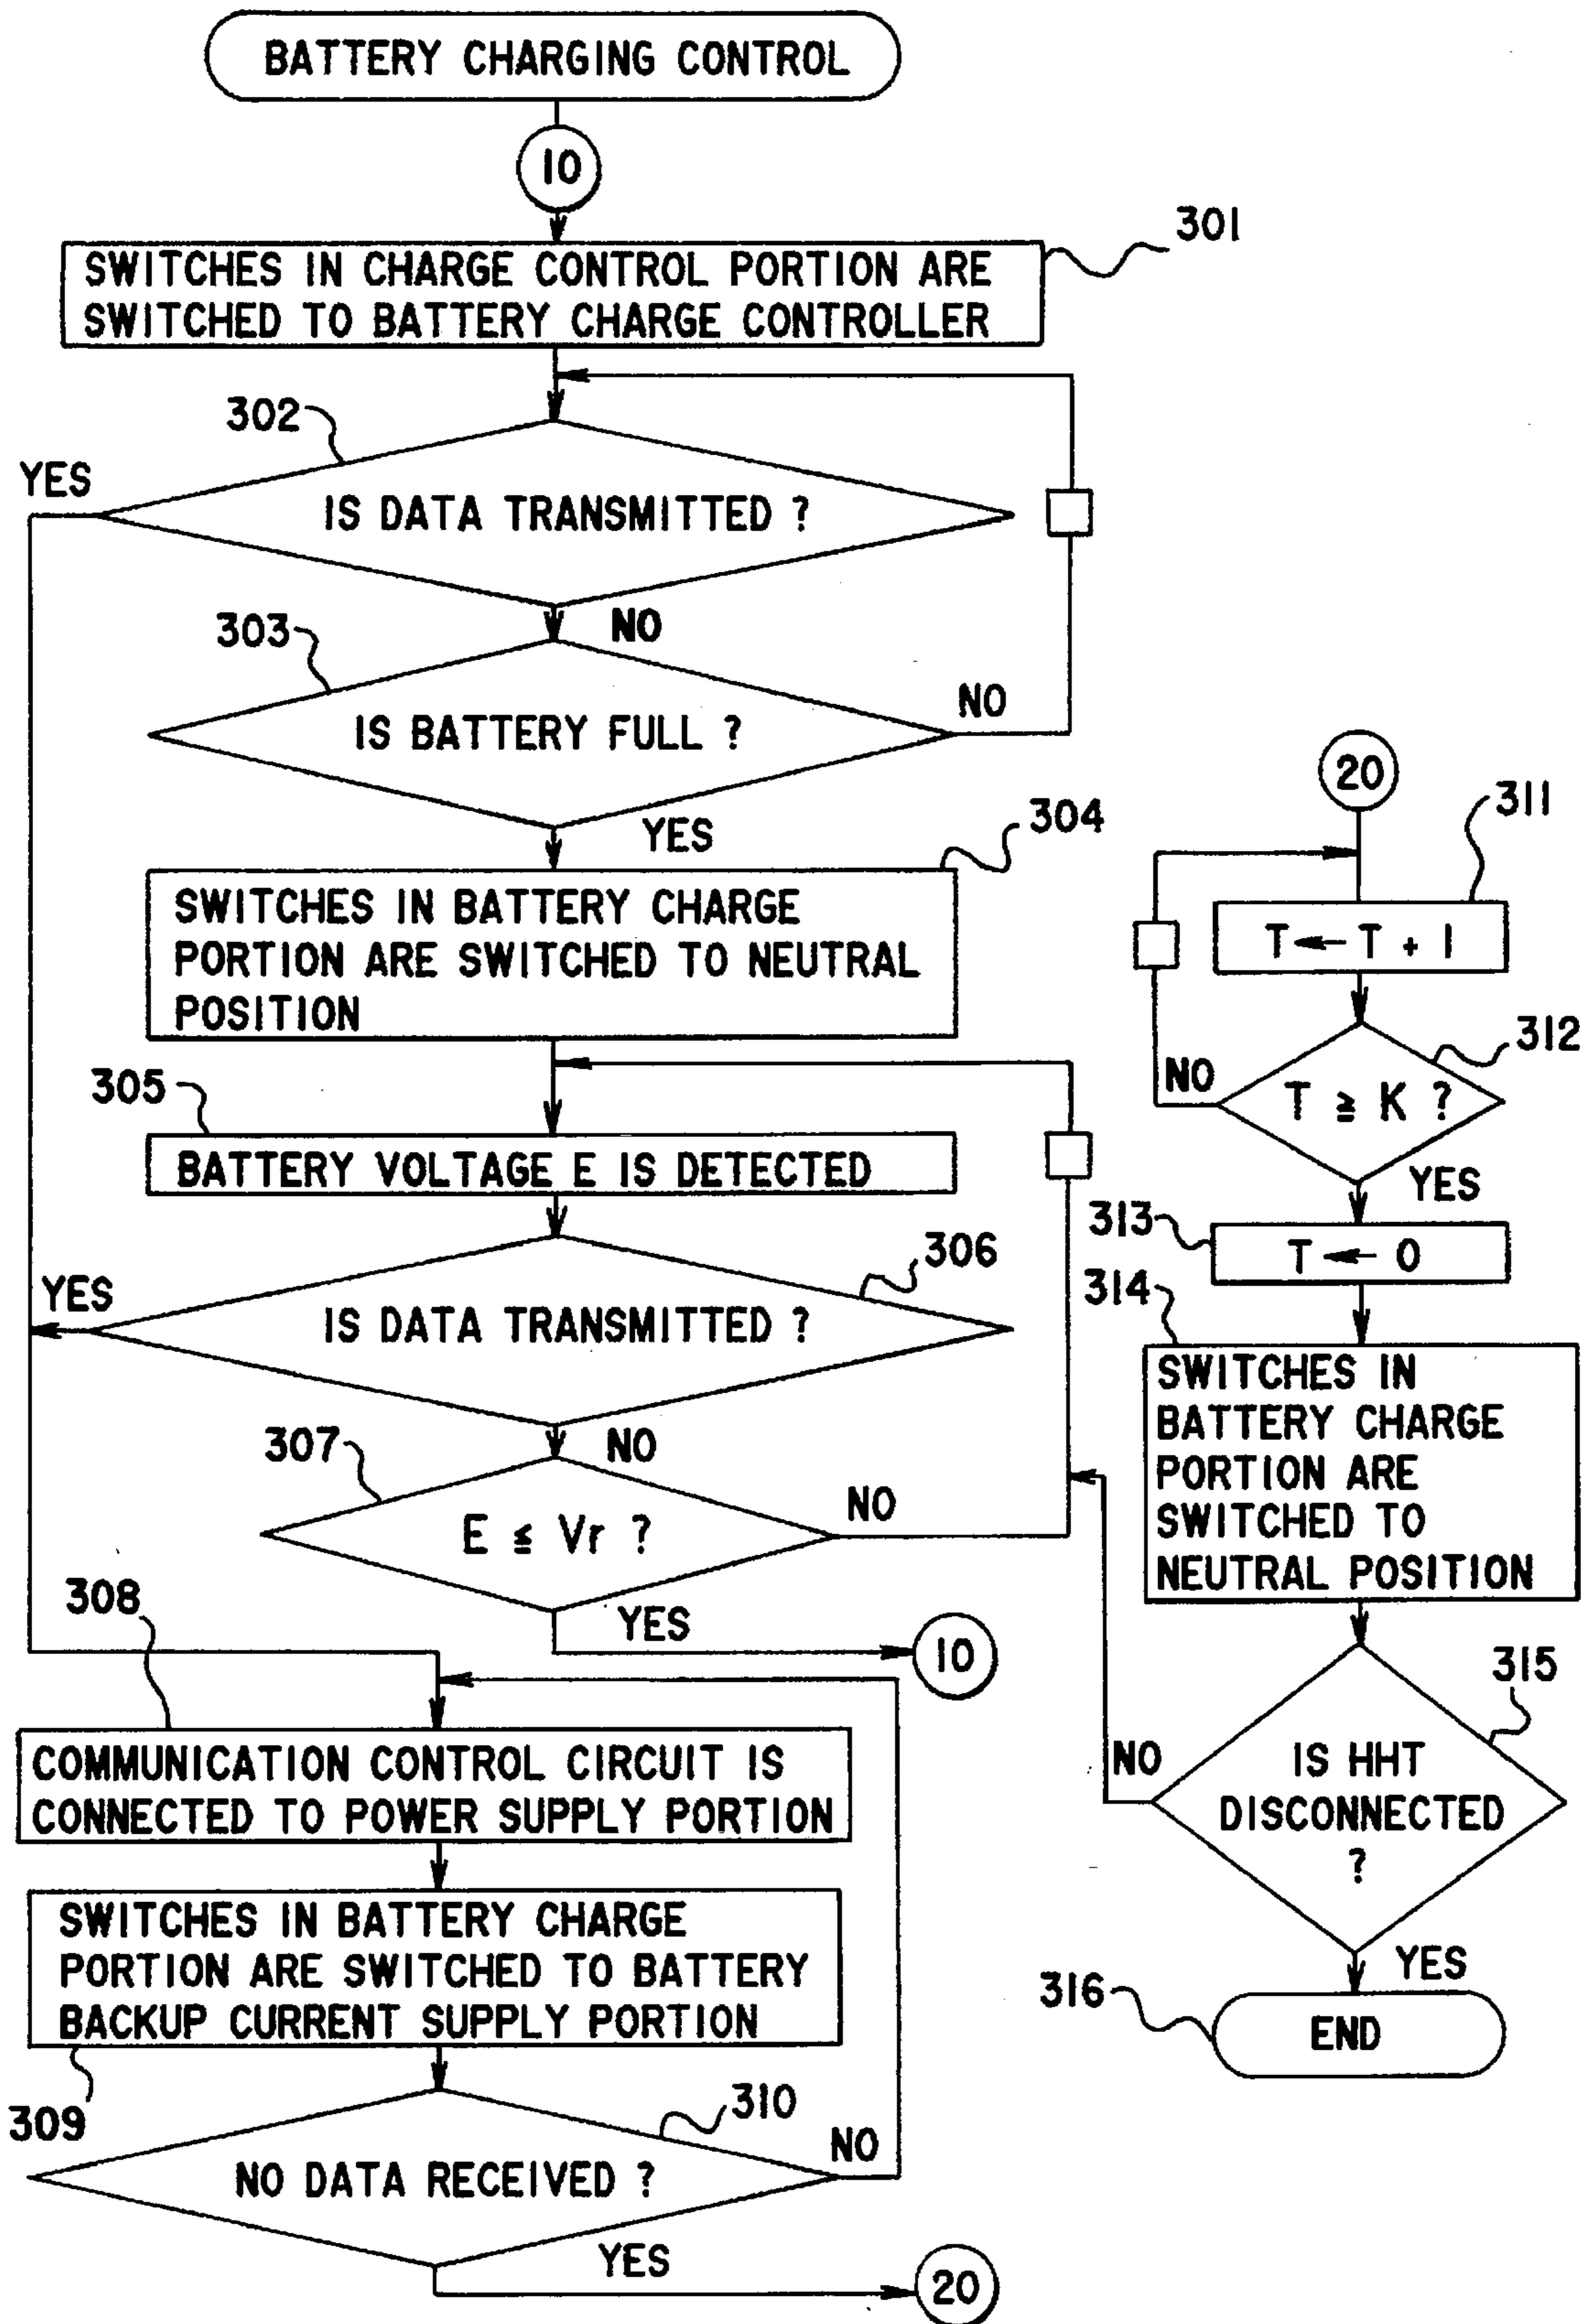 BATTERY CHARGING CONTROL
10
301
SWITCHES IN CHARGE CONTROL PORTION ARE
SWITCHED TO BATTERY CHARGE CONTROLLER
302
YES
IS DATA TRANSMITTED ?
NO
303
IS BATTERY FULL ?
NO
YES
304
SWITCHES IN BATTERY CHARGE
PORTION ARE SWITCHED TO NEUTRAL
POSITION
305
BATTERY VOLTAGE E IS DETECTED
306
YES
IS DATA TRANSMITTED ?
NO
307
E ≦ Vr ?
NO
YES
10
308
COMMUNICATION CONTROL CIRCUIT IS
CONNECTED TO POWER SUPPLY PORTION
SWITCHES IN BATTERY CHARGE
PORTION ARE SWITCHED TO BATTERY
BACKUP CURRENT SUPPLY PORTION
309
310
NO DATA RECEIVED ?
NO
YES
20
20
311
T ← T + 1
312
NO
T ≧ K ?
YES
313
T ← 0
314
SWITCHES IN
BATTERY CHARGE
PORTION ARE
SWITCHED TO
NEUTRAL POSITION
315
NO
IS HHT
DISCONNECTED
?
YES
316
END